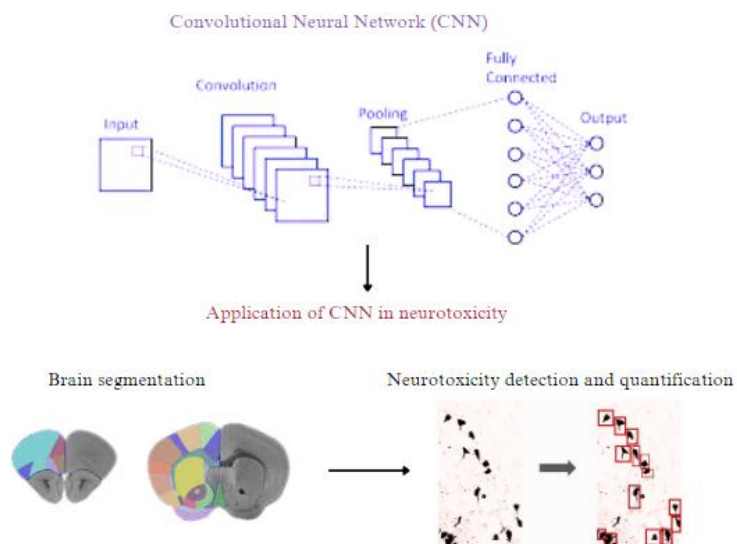 Convolutional Neural Network (CNN)
Fully
Connected
Convolution
Pooling
Output
Input
Application of CNN in neurotoxicity
Brain segmentation
Neurotoxicity detection and quantification